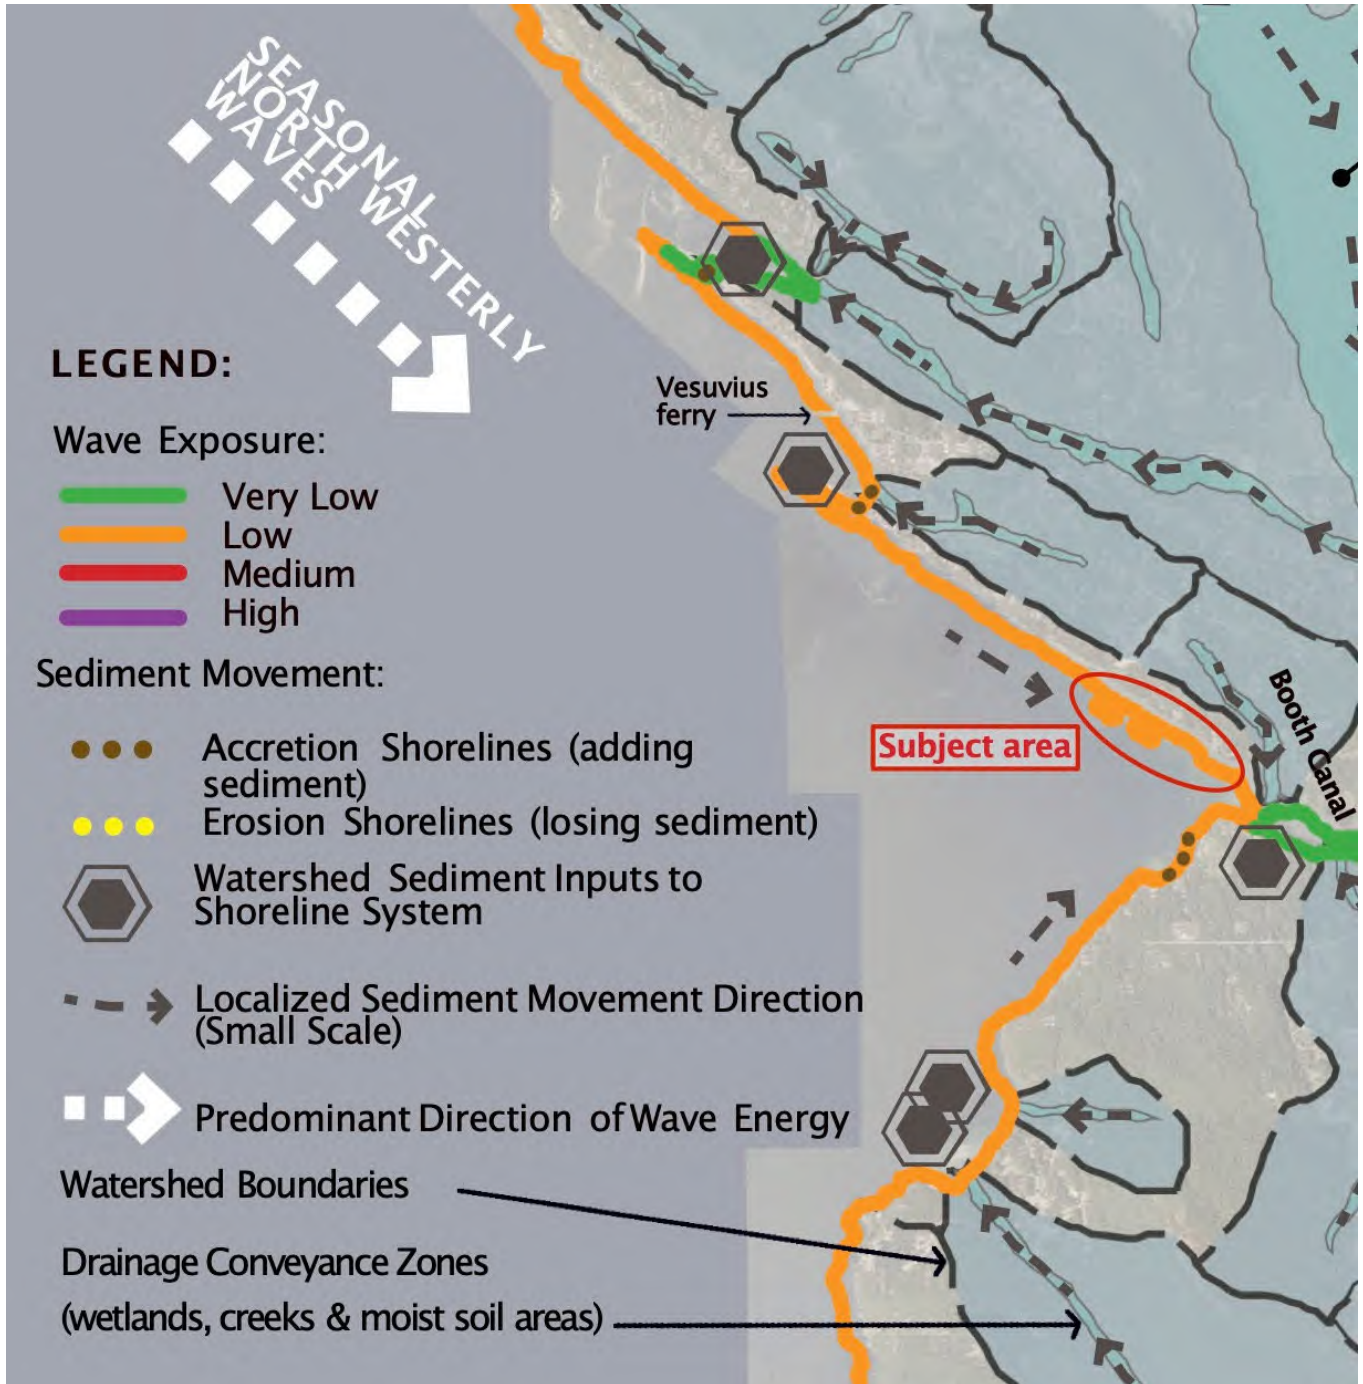 SEASONAL
NORTH WESTERLY
WAVES
LEGEND:
Wave Exposure:
Very Low
Low
Medium
High
Sediment Movement:
Accretion Shorelines (adding
sediment)
Erosion Shorelines (losing sediment)
Watershed Sediment Inputs to
Shoreline System
Localized Sediment Movement Direction
(Small Scale)
Predominant Direction of Wave Energy
Watershed Boundaries
Drainage Conveyance Zones
(wetlands, creeks & moist soil areas)
Vesuvius
ferry
Subject area
Booth Canal